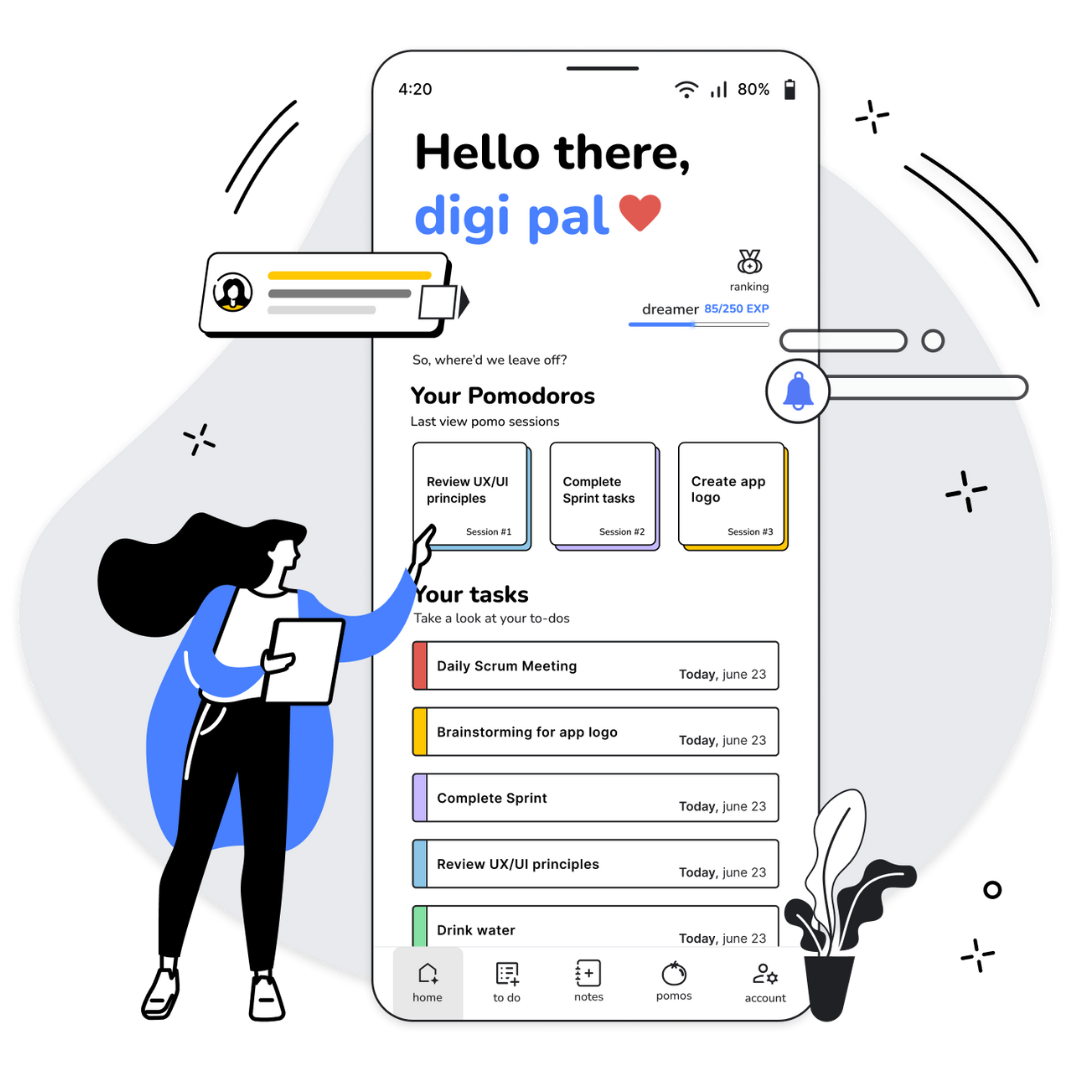 4:20
80%
Hello there,
digi pal
ranking
dreamer 85/250 EXP
So, where'd we leave off?
Your Pomodoros
Last view pomo sessions
Review UX/UI
principles
Session #1
Complete
Sprint tasks
Session #2
Create app
logo
Session #3
Your tasks
Take a look at your to-dos
Daily Scrum Meeting
Today, june 23
Brainstorming for app logo
Today, june 23
Complete Sprint
Today, june 23
Review UX/UI principles
Today, june 23
Drink water
Today, june 23
home
to do
notes
pomos
account